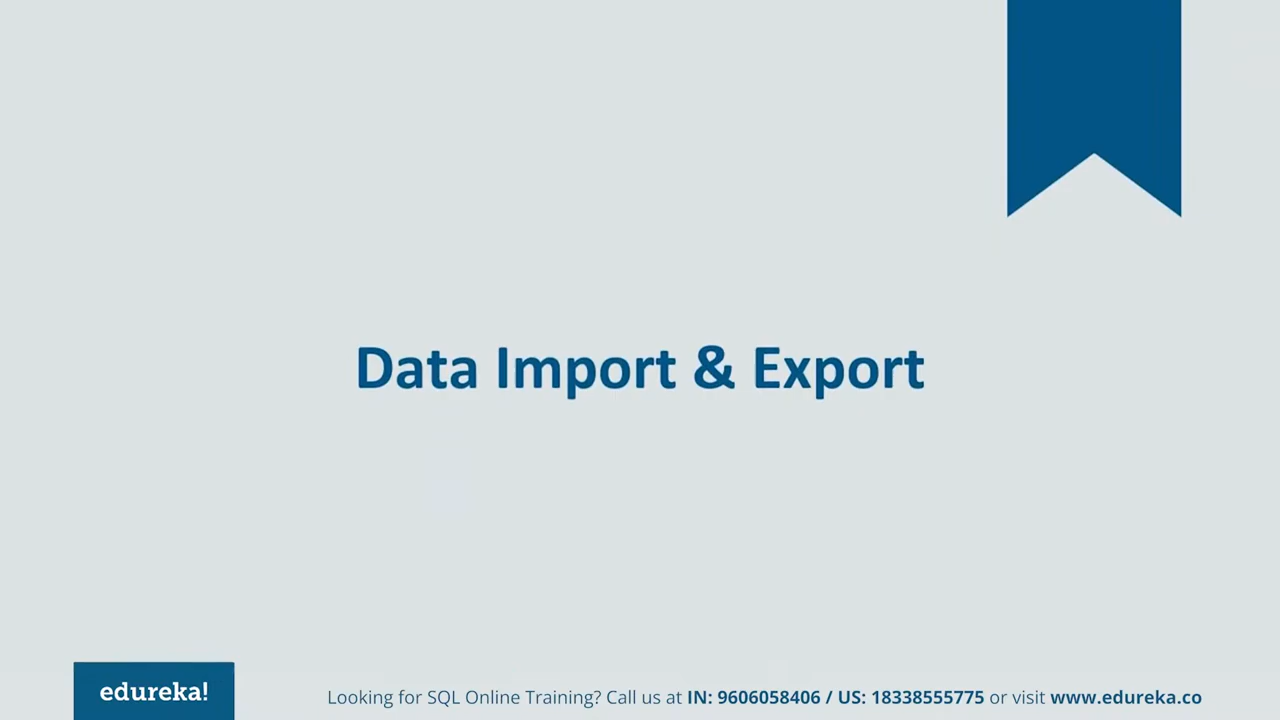 Data Import & Export
edureka!
Looking for SQL Online Training? Call us at IN: 9606058406 / US: 18338555775 or visit www.edureka.co